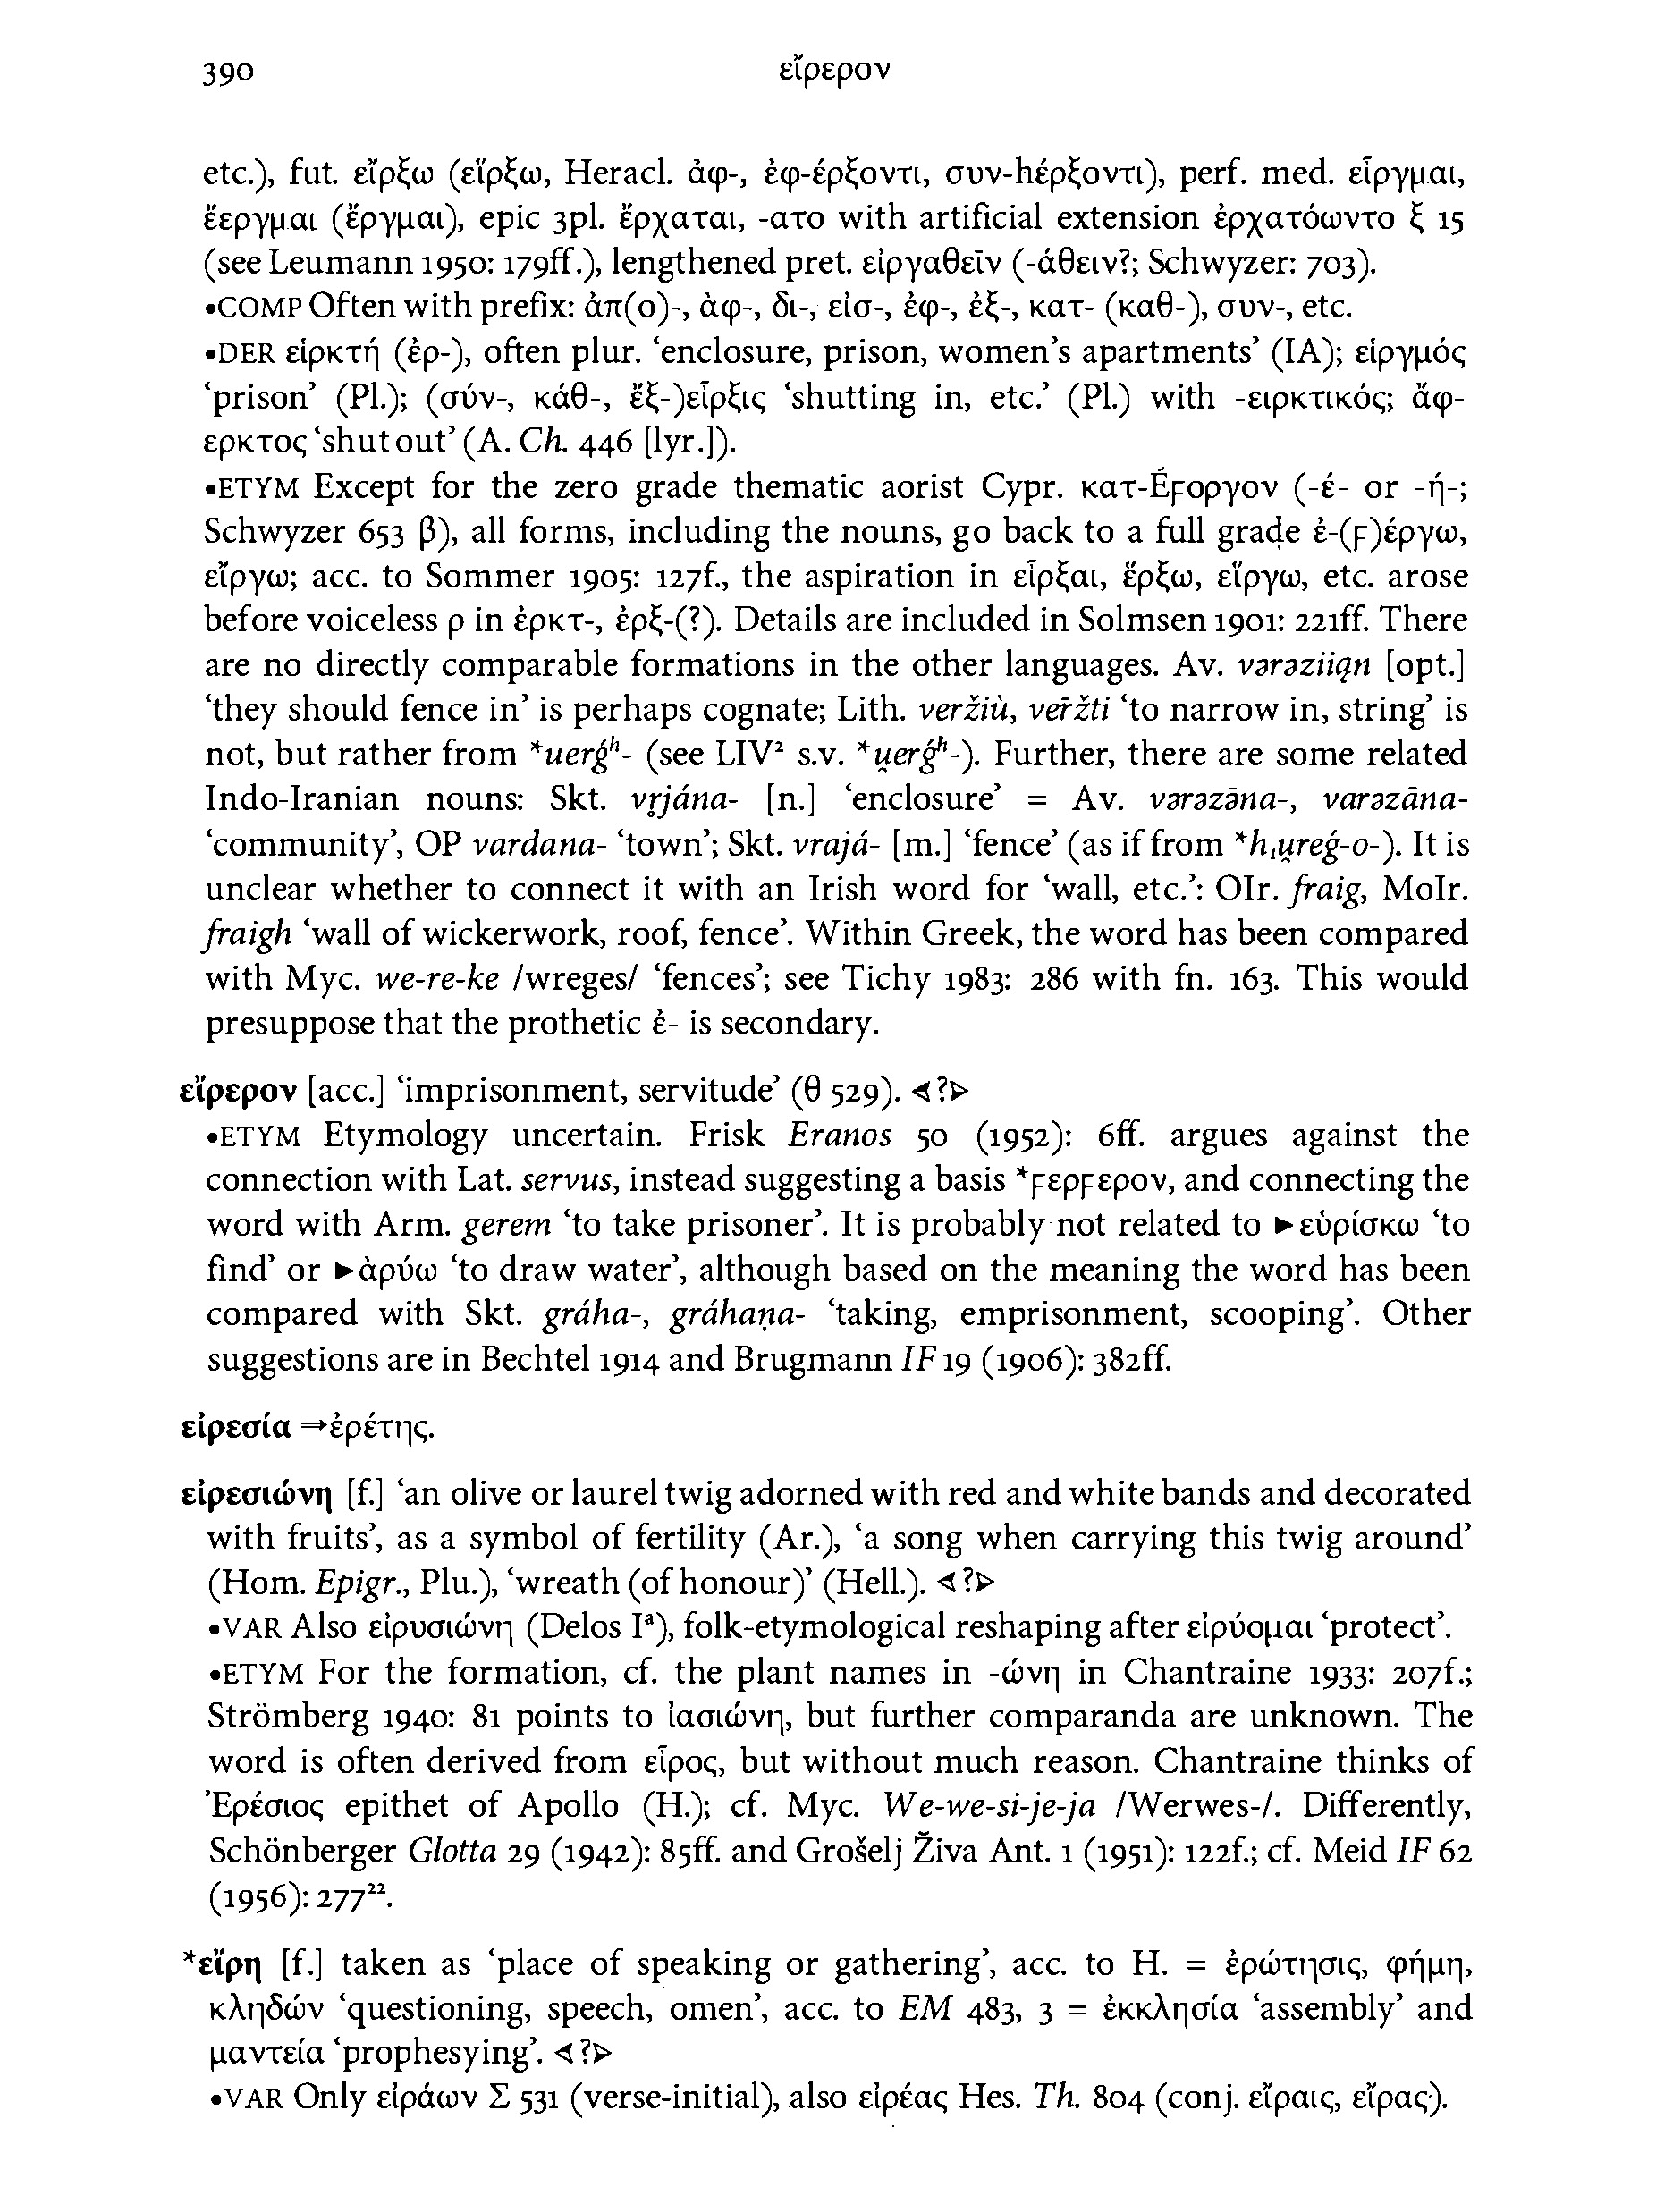 390 εἴρερον
etc.), fut. εἴρξω (εἵρξω, Heracl. ἀφ-, ἐφ-έρξοντι, συν-hέρξοντι), perf. med. εἶργμαι,
ἔεργμαι (ἔργμαι), epic 3pl. ἔρχαται, -ατο with artificial extension ἐρχατόωντο ξ 15
(see Leumann 1950: 179ff.), lengthened pret. εἰργαθεῖν (-άθειν?; Schwyzer: 703).
•COMP Often with prefix: ἀπ(ο)-, ἀφ-, δι-, εἰσ-, ἐφ-, ἐξ-, κατ- (καθ-), συν-, etc.
•DER εἱρκτή (ἑρ-), often plur. ‘enclosure, prison, women’s apartments’ (IA); εἱργμός
‘prison’ (Pl.); (σύν-, κάθ-, ἔξ-)εἶρξις ‘shutting in, etc.’ (Pl.) with -ειρκτικός; ἄφ-
ερκτος ‘shut out’ (A. Ch. 446 [lyr.]).
•ETYM Except for the zero grade thematic aorist Cypr. κατ-Éϝοργον (-έ- or -ή-;
Schwyzer 653 β), all forms, including the nouns, go back to a full grade ἐ-(ϝ)έργω,
εἴργω; acc. to Sommer 1905: 127f., the aspiration in εἷρξαι, ἕρξω, εἵργω, etc. arose
before voiceless ρ in ἑρκτ-, ἑρξ-(?). Details are included in Solmsen 1901: 221ff. There
are no directly comparable formations in the other languages. Av. vərəziiąn [opt.]
‘they should fence in’ is perhaps cognate; Lith. veržiù, ver̃žti ‘to narrow in, string’ is
not, but rather from *uerǵʰ- (see LIV² s.v. *u̯erǵʰ-). Further, there are some related
Indo-Iranian nouns: Skt. vr̥jána- [n.] ‘enclosure’ = Av. vərəzə̄na-, varəzāna-
‘community’, OP vardana- ‘town’; Skt. vrajá- [m.] ‘fence’ (as if from *h₁u̯reǵ-o-). It is
unclear whether to connect it with an Irish word for ‘wall, etc.’: OIr. fraig, MoIr.
fraigh ‘wall of wickerwork, roof, fence’. Within Greek, the word has been compared
with Myc. we-re-ke /wreges/ ‘fences’; see Tichy 1983: 286 with fn. 163. This would
presuppose that the prothetic ἐ- is secondary.
εἴρερον [acc.] ‘imprisonment, servitude’ (θ 529). ⊲?⊳
•ETYM Etymology uncertain. Frisk Eranos 50 (1952): 6ff. argues against the
connection with Lat. servus, instead suggesting a basis *ϝερϝερον, and connecting the
word with Arm. gerem ‘to take prisoner’. It is probably not related to ►εὑρίσκω ‘to
find’ or ►ἀρύω ‘to draw water’, although based on the meaning the word has been
compared with Skt. gráha-, gráhaṇa- ‘taking, emprisonment, scooping’. Other
suggestions are in Bechtel 1914 and Brugmann IF 19 (1906): 382ff.
εἰρεσία ⇒ἐρέτης.
εἰρεσιώνη [f.] ‘an olive or laurel twig adorned with red and white bands and decorated
with fruits’, as a symbol of fertility (Ar.), ‘a song when carrying this twig around’
(Hom. Epigr., Plu.), ‘wreath (of honour)’ (Hell.). ⊲?⊳
•VAR Also εἰρυσιώνη (Delos Iᵃ), folk-etymological reshaping after εἰρύομαι ‘protect’.
•ETYM For the formation, cf. the plant names in -ώνη in Chantraine 1933: 207f.;
Strömberg 1940: 81 points to ἰασιώνη, but further comparanda are unknown. The
word is often derived from εἶρος, but without much reason. Chantraine thinks of
Ἐρέσιος epithet of Apollo (H.); cf. Myc. We-we-si-je-ja /Werwes-/. Differently,
Schönberger Glotta 29 (1942): 85ff. and Grošelj Živa Ant. 1 (1951): 122f.; cf. Meid IF 62
(1956): 277²².
*εἴρη [f.] taken as ‘place of speaking or gathering’, acc. to H. = ἐρώτησις, φήμη,
κληδών ‘questioning, speech, omen’, acc. to EM 483, 3 = ἐκκλησία ‘assembly’ and
μαντεία ‘prophesying’. ⊲?⊳
•VAR Only εἰράων Σ 531 (verse-initial), also εἰρέας Hes. Th. 804 (conj. εἴραις, εἴρας).